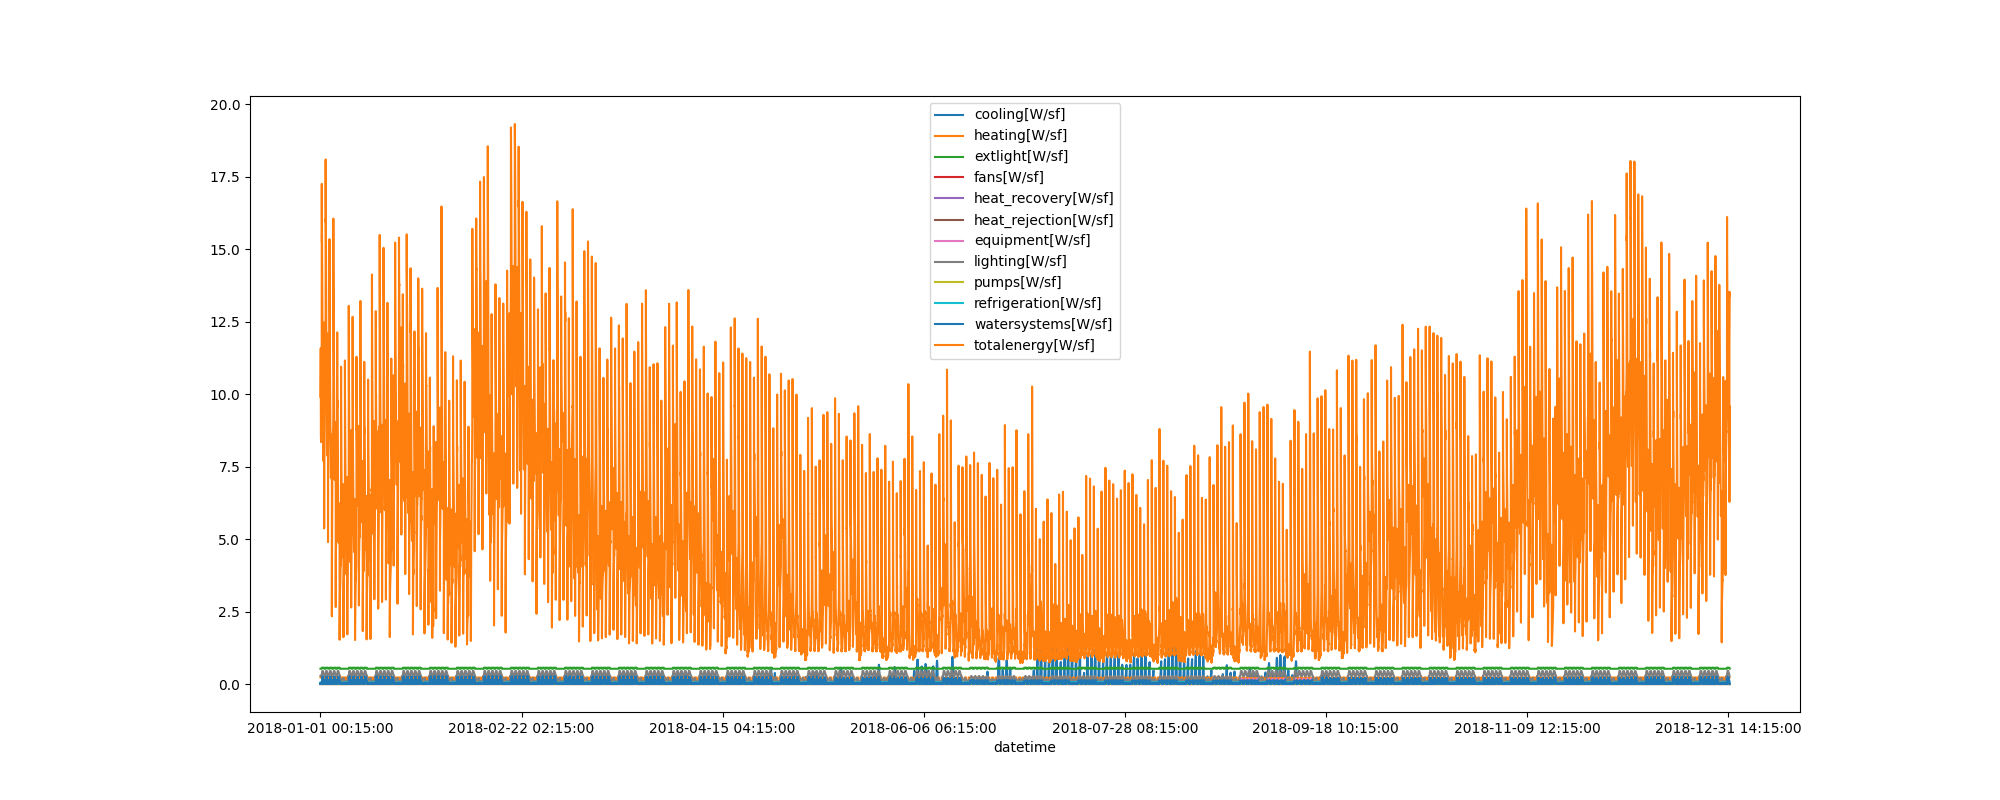 20.0
17.5
15.0
12.5
10.0
7.5
5.0
2.5
0.0
cooling[W/sf]
heating[W/sf]
extlight[W/sf]
fans[W/sf]
heat_recovery[W/sf]
heat_rejection[W/sf]
equipment[W/sf]
lighting[W/sf]
pumps[W/sf]
refrigeration[W/sf]
watersystems[W/sf]
totalenergy[W/sf]
2018-01-01 00:15:00 2018-02-22 02:15:00 2018-04-15 04:15:00 2018-06-06 06:15:00 2018-07-28 08:15:00 2018-09-18 10:15:00 2018-11-09 12:15:00 2018-12-31 14:15:00
datetime